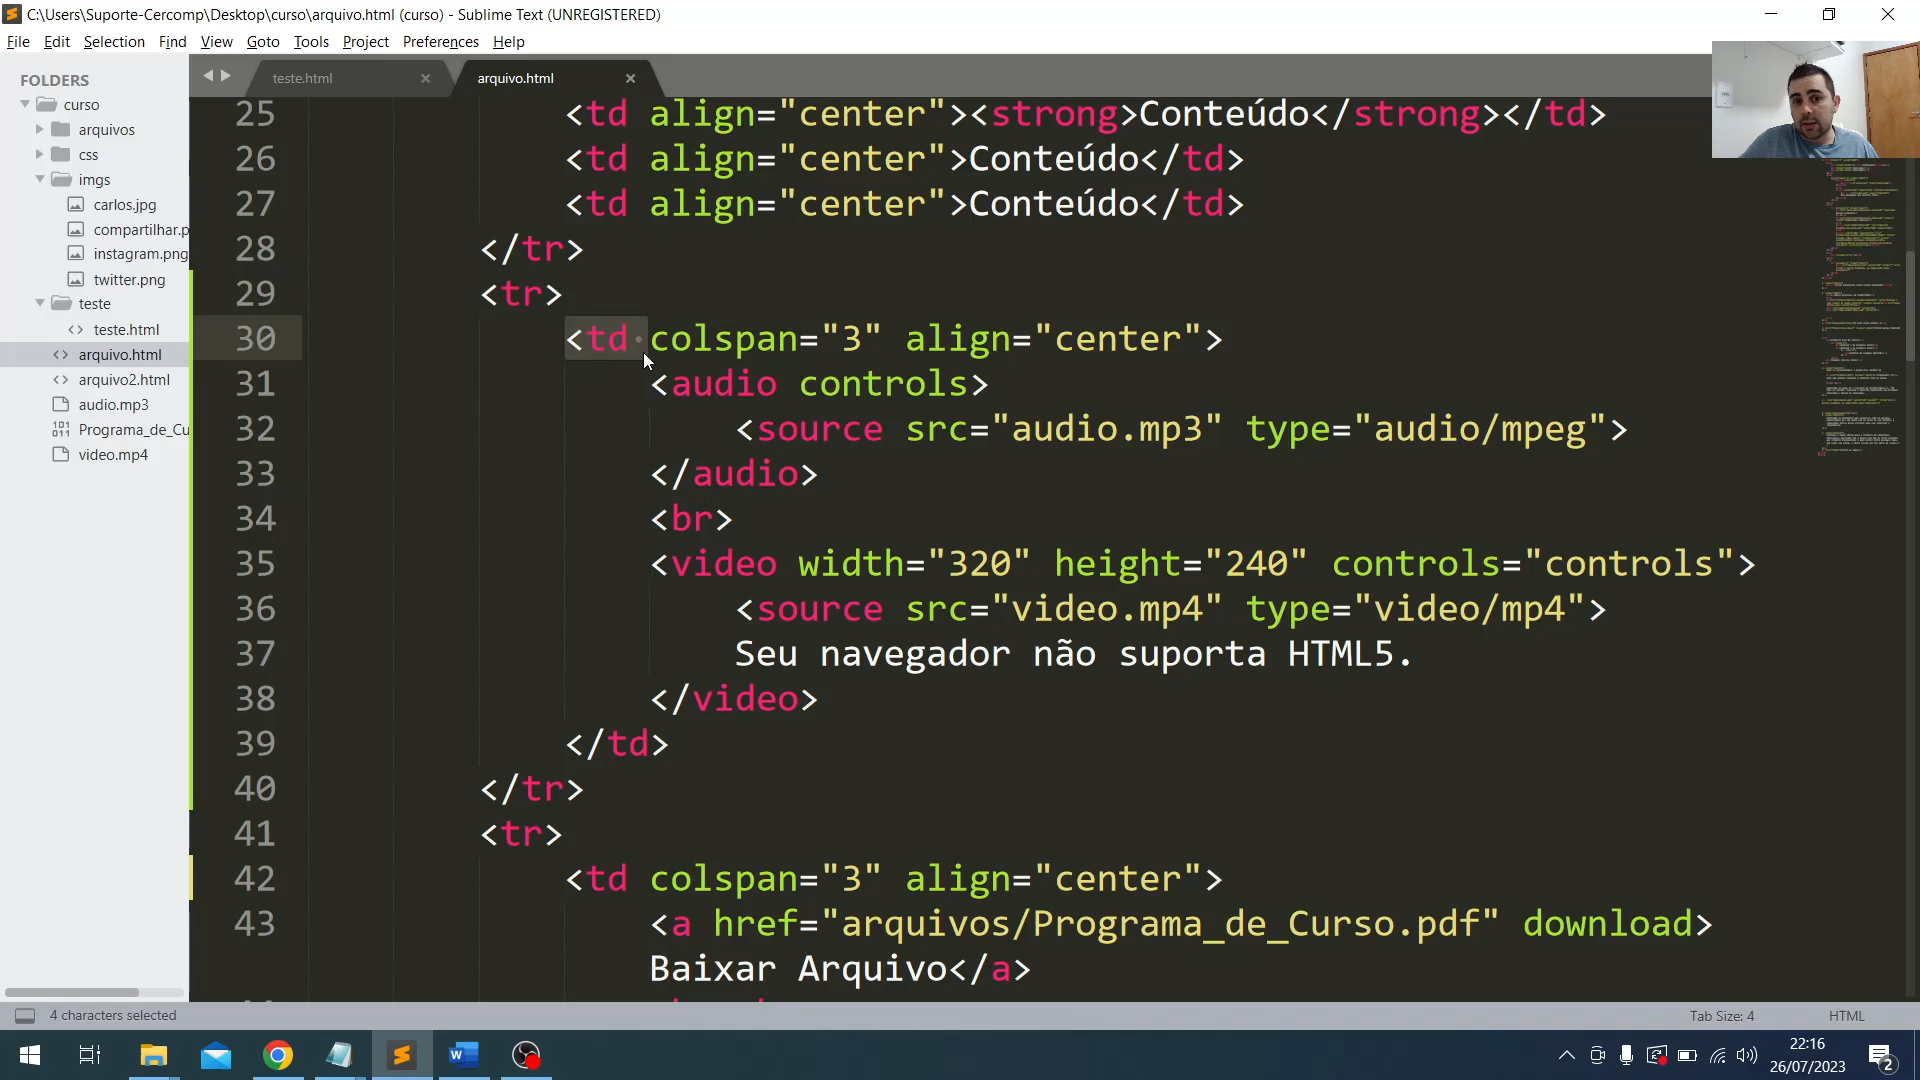 C:\Users\Suporte-Cercomp\Desktop\curso\arquivo.html (curso) - Sublime Text (UNREGISTERED)
File Edit Selection Find View Goto Tools Project Preferences Help
FOLDERS
curso
arquivos
css
imgs
carlos.jpg
compartilhar.p
instagram.png
twitter.png
teste
teste.html
arquivo.html
arquivo2.html
audio.mp3
Programa_de_Cu
video.mp4
teste.html
arquivo.html
25 <td align="center"><strong>Conteúdo</strong></td>
26 <td align="center">Conteúdo</td>
27 <td align="center">Conteúdo</td>
28 </tr>
29 <tr>
30 <td colspan="3" align="center">
31 <audio controls>
32 <source src="audio.mp3" type="audio/mpeg">
33 </audio>
34 <br>
35 <video width="320" height="240" controls="controls">
36 <source src="video.mp4" type="video/mp4">
37 Seu navegador não suporta HTML5.
38 </video>
39 </td>
40 </tr>
41 <tr>
42 <td colspan="3" align="center">
43 <a href="arquivos/Programa_de_Curso.pdf" download>
Baixar Arquivo</a>
4 characters selected
Tab Size: 4
HTML
22:16
26/07/2023
2